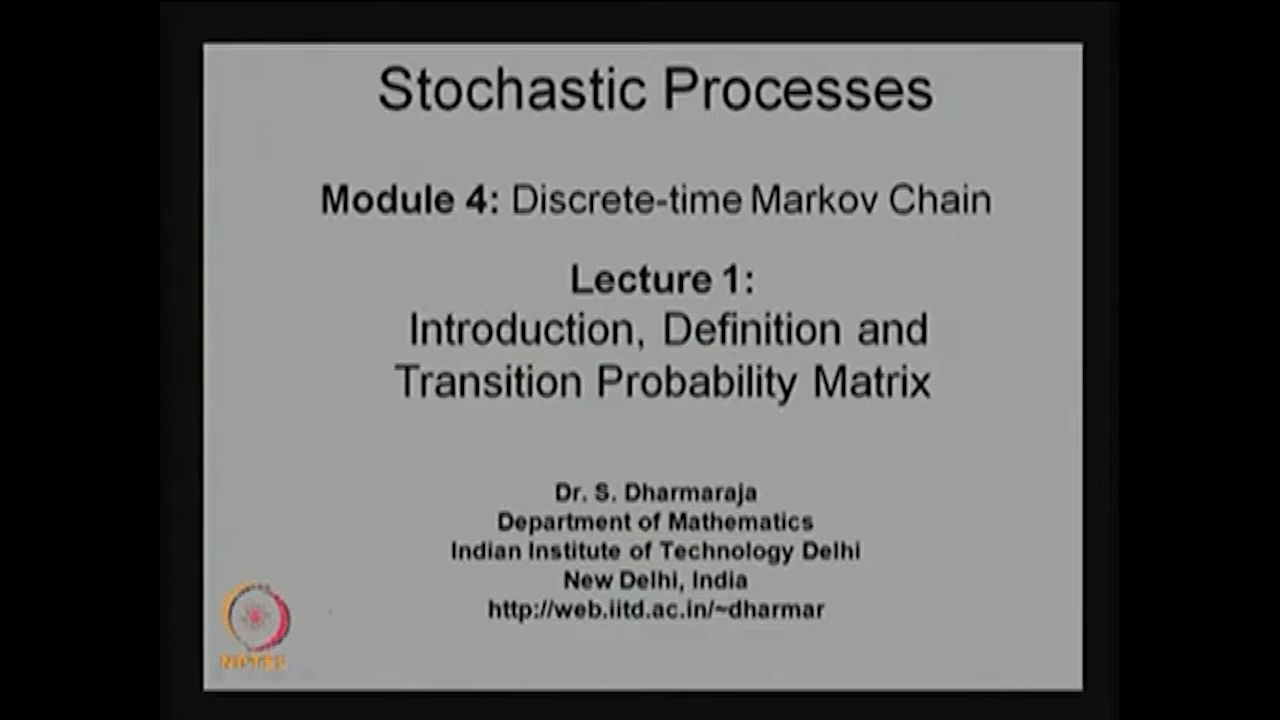 Stochastic Processes
Module 4: Discrete-time Markov Chain
Lecture 1:
Introduction, Definition and
Transition Probability Matrix
Dr. S. Dharmaraja
Department of Mathematics
Indian Institute of Technology Delhi
New Delhi, India
http://web.iitd.ac.in/~dharmar
NPTEL